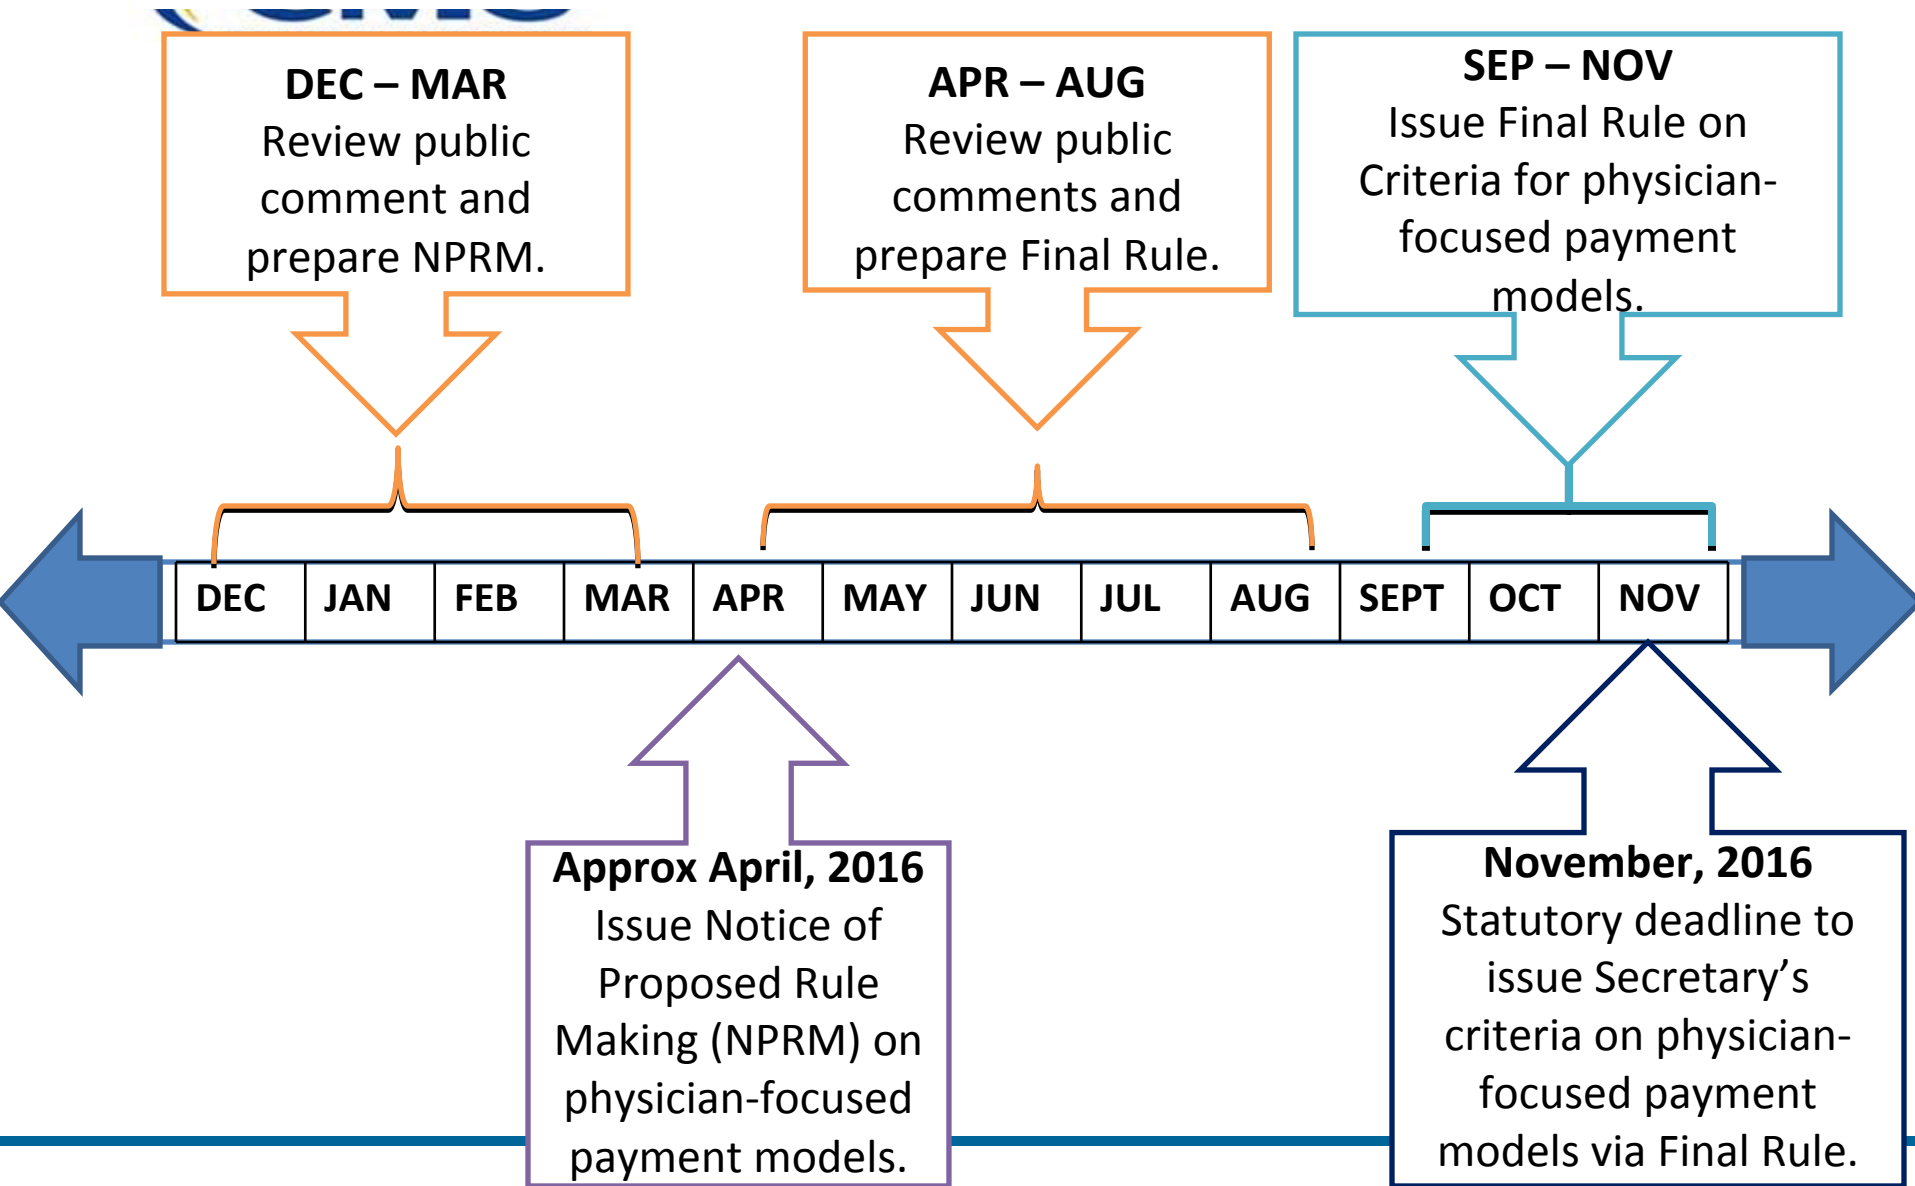 DEC – MAR
Review public
comment and
prepare NPRM.
APR – AUG
Review public
comments and
prepare Final Rule.
SEP – NOV
Issue Final Rule on
Criteria for physician-
focused payment
models.
DEC JAN FEB MAR APR MAY JUN JUL AUG SEPT OCT NOV
Approx April, 2016
Issue Notice of
Proposed Rule
Making (NPRM) on
physician-focused
payment models.
November, 2016
Statutory deadline to
issue Secretary’s
criteria on physician-
focused payment
models via Final Rule.